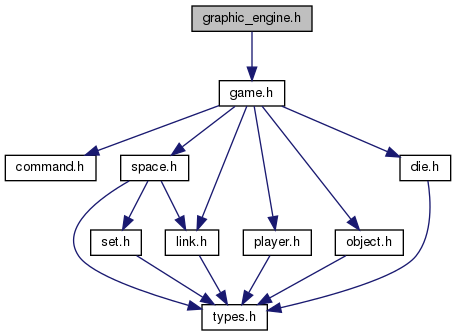 graphic_engine.h
game.h
command.h
space.h
die.h
set.h
link.h
player.h
object.h
types.h